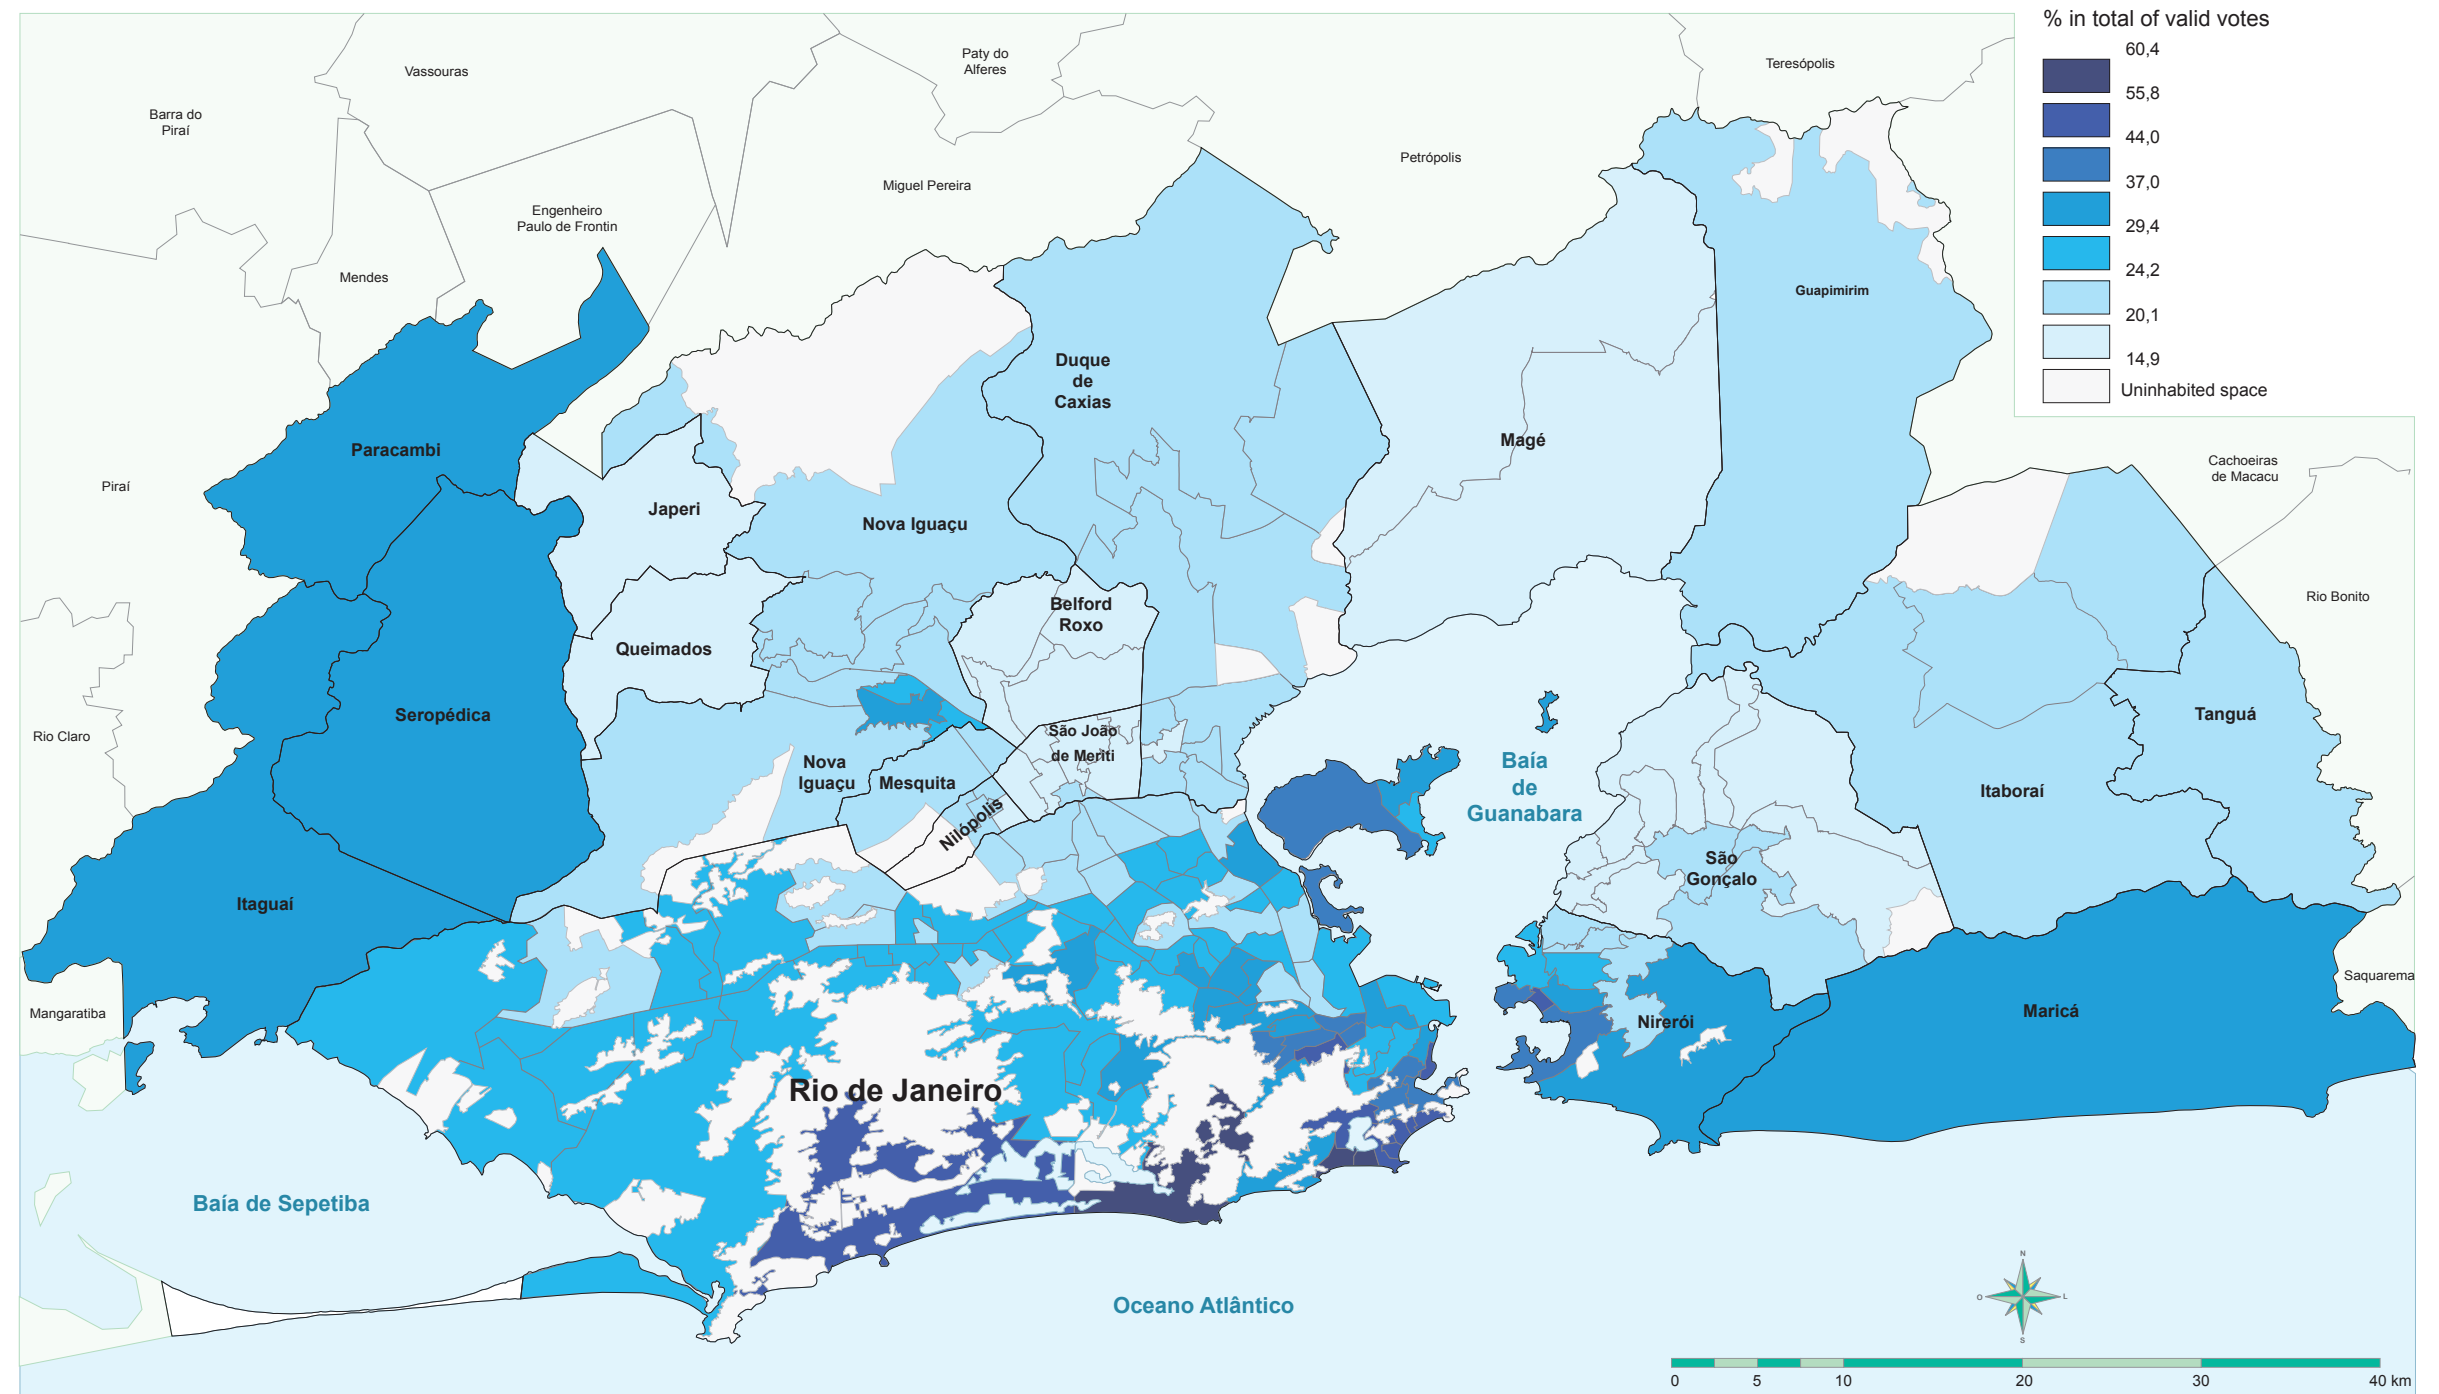 % in total of valid votes
60,4
55,8
44,0
37,0
29,4
24,2
20,1
14,9
Uninhabited space
Paty do
Alferes
Teresópolis
Vassouras
Barra do
Piraí
Petrópolis
Miguel Pereira
Engenheiro
Paulo de Frontin
Mendes
Guapimirim
Duque
de
Caxias
Magé
Paracambi
Cachoeiras
de Macacu
Piraí
Japeri
Nova Iguaçu
Rio Bonito
Belford
Roxo
Queimados
Seropédica
Tanguá
Rio Claro
São João
de Meriti
Nova
Iguaçu
Mesquita
Baía
de
Guanabara
Itaboraí
Nilópolis
São
Gonçalo
Itaguaí
Saquarema
Mangaratiba
Nirerói
Maricá
Rio de Janeiro
Baía de Sepetiba
Oceano Atlântico
N
O
L
S
0 5 10 20 30 40 km